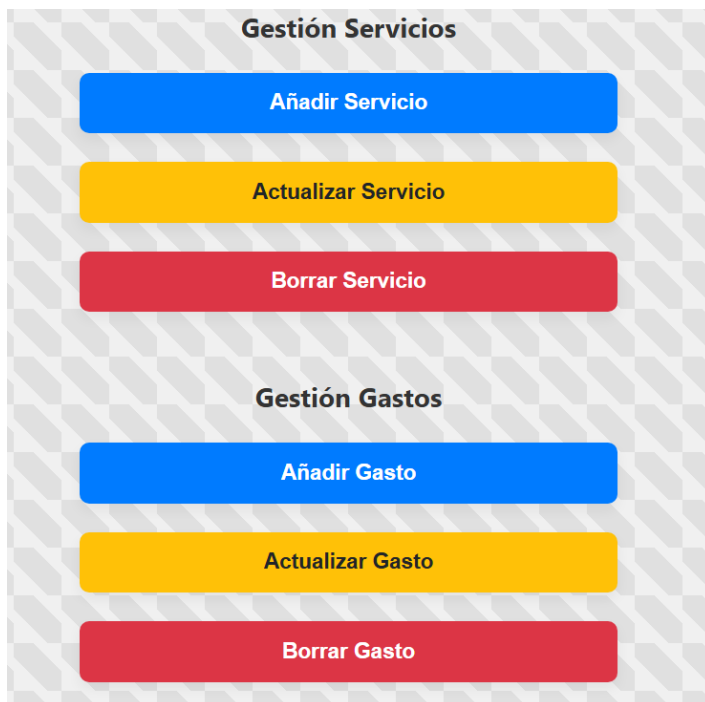 Gestión Servicios
Añadir Servicio
Actualizar Servicio
Borrar Servicio
Gestión Gastos
Añadir Gasto
Actualizar Gasto
Borrar Gasto